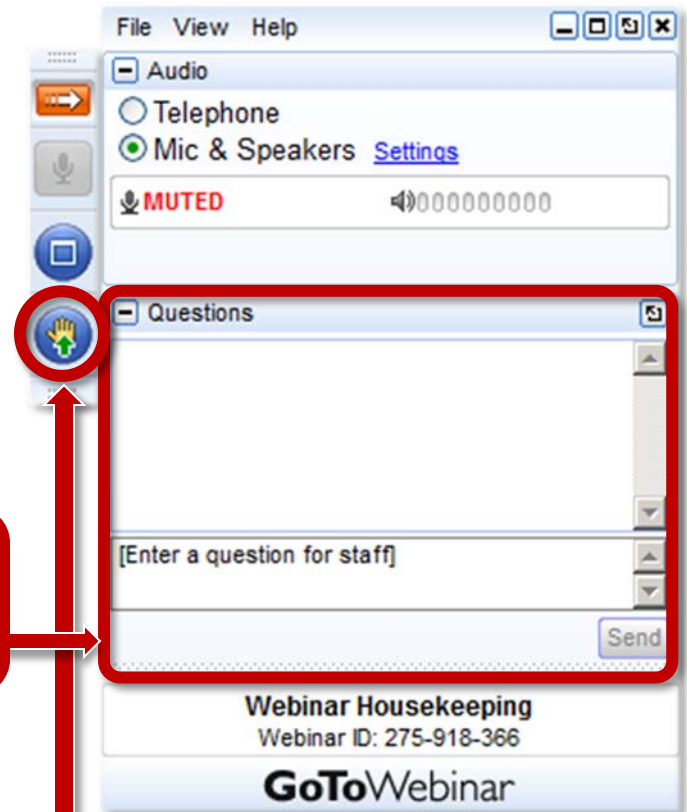 File View Help
Audio
Telephone
Mic & Speakers Settings
MUTED 000000000
Questions
[Enter a question for staff]
Send
Webinar Housekeeping
Webinar ID: 275-918-366
GoToWebinar